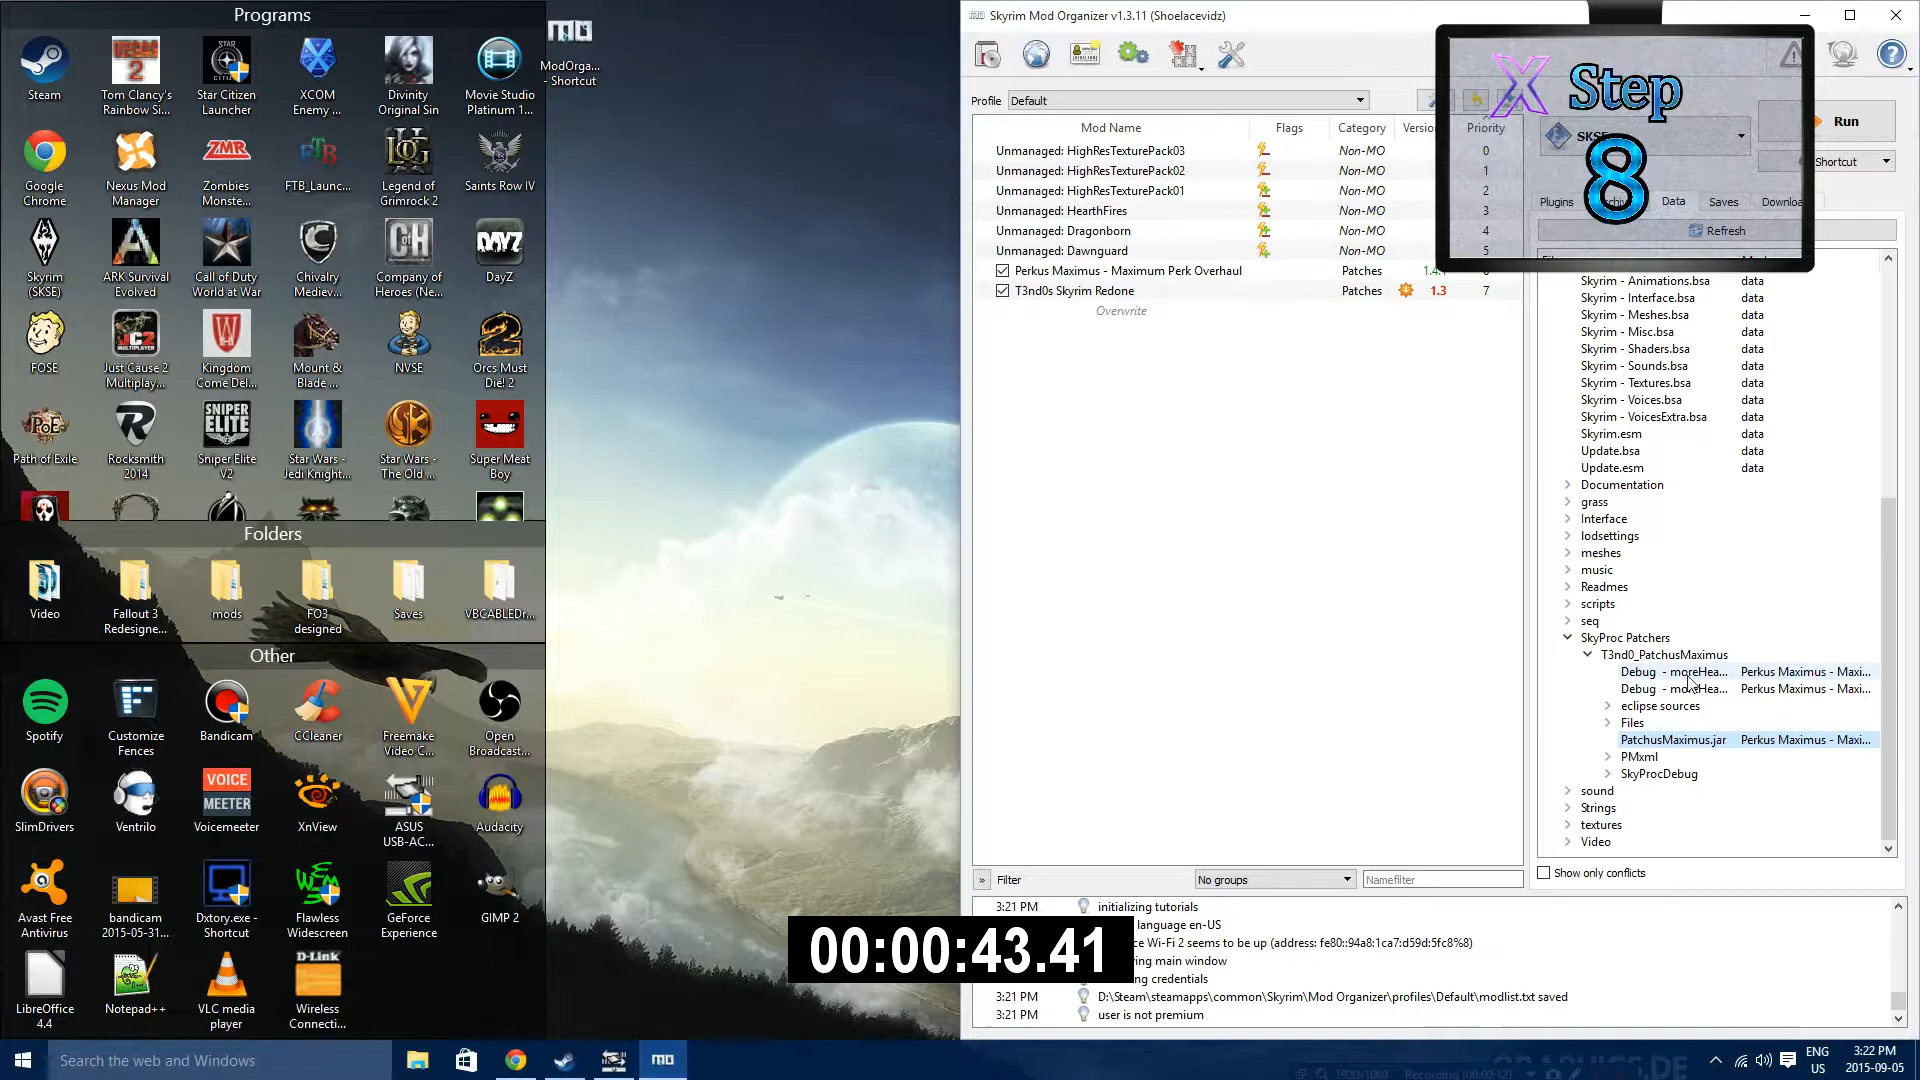 Programs
Steam
Tom Clancy's Rainbow Si...
Star Citizen Launcher
XCOM Enemy ...
Divinity Original Sin
Movie Studio Platinum 1...
Google Chrome
Nexus Mod Manager
Zombies Monste...
FTB_Launc...
Legend of Grimrock 2
Saints Row IV
Skyrim (SKSE)
ARK Survival Evolved
Call of Duty World at War
Chivalry Mediev...
Company of Heroes (Ne...
DayZ
FOSE
Just Cause 2 Multiplay...
Kingdom Come Del...
Mount & Blade ...
NVSE
Orcs Must Die! 2
Path of Exile
Rocksmith 2014
Sniper Elite V2
Star Wars - Jedi Knight...
Star Wars - The Old ...
Super Meat Boy
Folders
Video
Fallout 3 Redesigne...
mods
FO3 designed
Saves
VBCABLEDr...
Other
Spotify
Customize Fences
Bandicam
CCleaner
Freemake Video C...
Open Broadcast...
SlimDrivers
Ventrilo
Voicemeeter
XnView
ASUS USB-AC...
Audacity
Avast Free Antivirus
bandicam 2015-05-31...
Dxtory.exe - Shortcut
Flawless Widescreen
GeForce Experience
GIMP 2
LibreOffice 4.4
Notepad++
VLC media player
Wireless Connecti...
ModOrga... - Shortcut
Skyrim Mod Organizer v1.3.11 (Shoelacevidz)
X Step
8
Profile Default
SKSE
Run
Shortcut
Mod Name Flags Category Version Priority
Unmanaged: HighResTexturePack03 Non-MO 0
Unmanaged: HighResTexturePack02 Non-MO 1
Unmanaged: HighResTexturePack01 Non-MO 2
Unmanaged: HearthFires Non-MO 3
Unmanaged: Dragonborn Non-MO 4
Unmanaged: Dawnguard Non-MO 5
Perkus Maximus - Maximum Perk Overhaul Patches 6
T3nd0s Skyrim Redone Patches 1.3 7
Overwrite
Plugins Data Saves
Refresh
Skyrim - Animations.bsa data
Skyrim - Interface.bsa data
Skyrim - Meshes.bsa data
Skyrim - Misc.bsa data
Skyrim - Shaders.bsa data
Skyrim - Sounds.bsa data
Skyrim - Textures.bsa data
Skyrim - Voices.bsa data
Skyrim - VoicesExtra.bsa data
Skyrim.esm data
Update.bsa data
Update.esm data
Documentation
grass
Interface
lodsettings
meshes
music
Readmes
scripts
seq
SkyProc Patchers
T3nd0_PatchusMaximus
Debug - moreHea... Perkus Maximus - Maxi...
Debug - moreHea... Perkus Maximus - Maxi...
eclipse sources
Files
PatchusMaximus.jar Perkus Maximus - Maxi...
PMxml
SkyProcDebug
sound
Strings
textures
Video
Show only conflicts
» Filter No groups Namefilter
3:21 PM initializing tutorials
language en-US
Wi-Fi 2 seems to be up (address: fe80::94a8:1ca7:d59d:5fc8%8)
main window
credentials
3:21 PM D:\Steam\steamapps\common\Skyrim\Mod Organizer\profiles\Default\modlist.txt saved
3:21 PM user is not premium
00:00:43.41
Search the web and Windows
ENG US
3:22 PM
2015-09-05